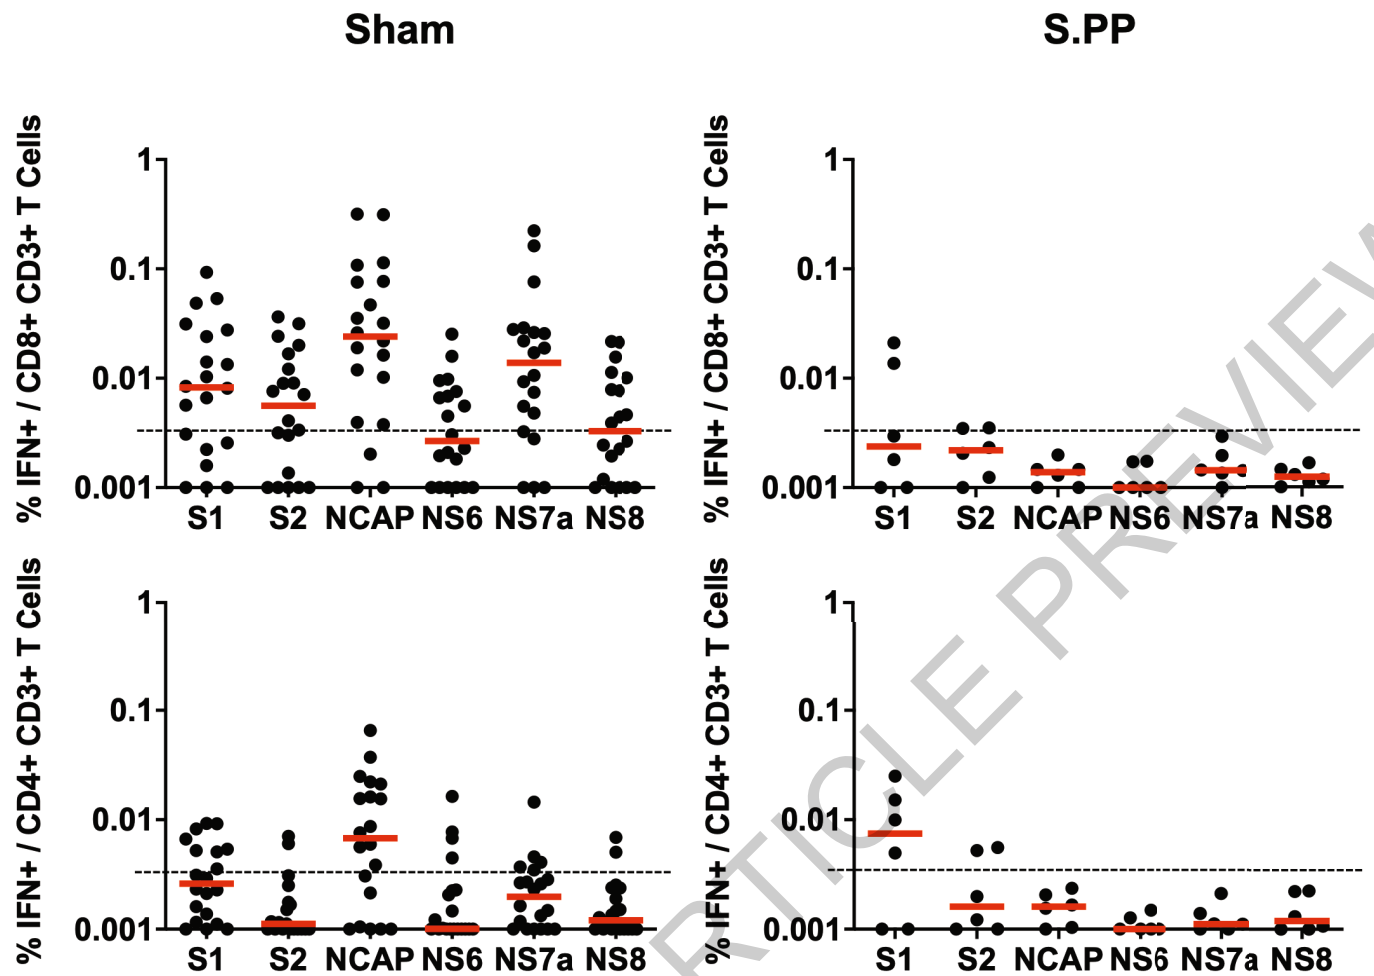 Sham
S.PP
% IFN+ / CD8+ CD3+ T Cells
1
0.1
0.01
0.001
S1 S2 NCAP NS6 NS7a NS8
% IFN+ / CD8+ CD3+ T Cells
1
0.1
0.01
0.001
S1 S2 NCAP NS6 NS7a NS8
% IFN+ / CD4+ CD3+ T Cells
1
0.1
0.01
0.001
S1 S2 NCAP NS6 NS7a NS8
% IFN+ / CD4+ CD3+ T Cells
1
0.1
0.01
0.001
S1 S2 NCAP NS6 NS7a NS8
RTICLE PREVIEW